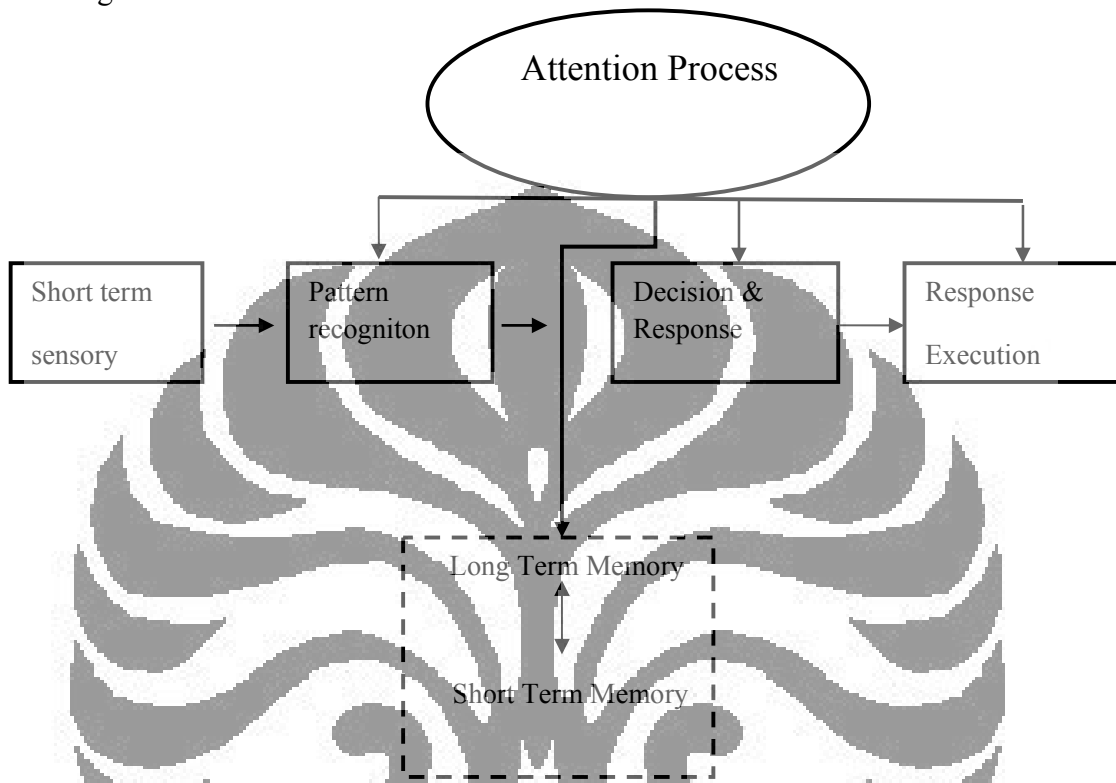 Attention Process
Short term
sensory
Pattern
recogniton
Decision &
Response
Response
Execution
Long Term Memory
Short Term Memory